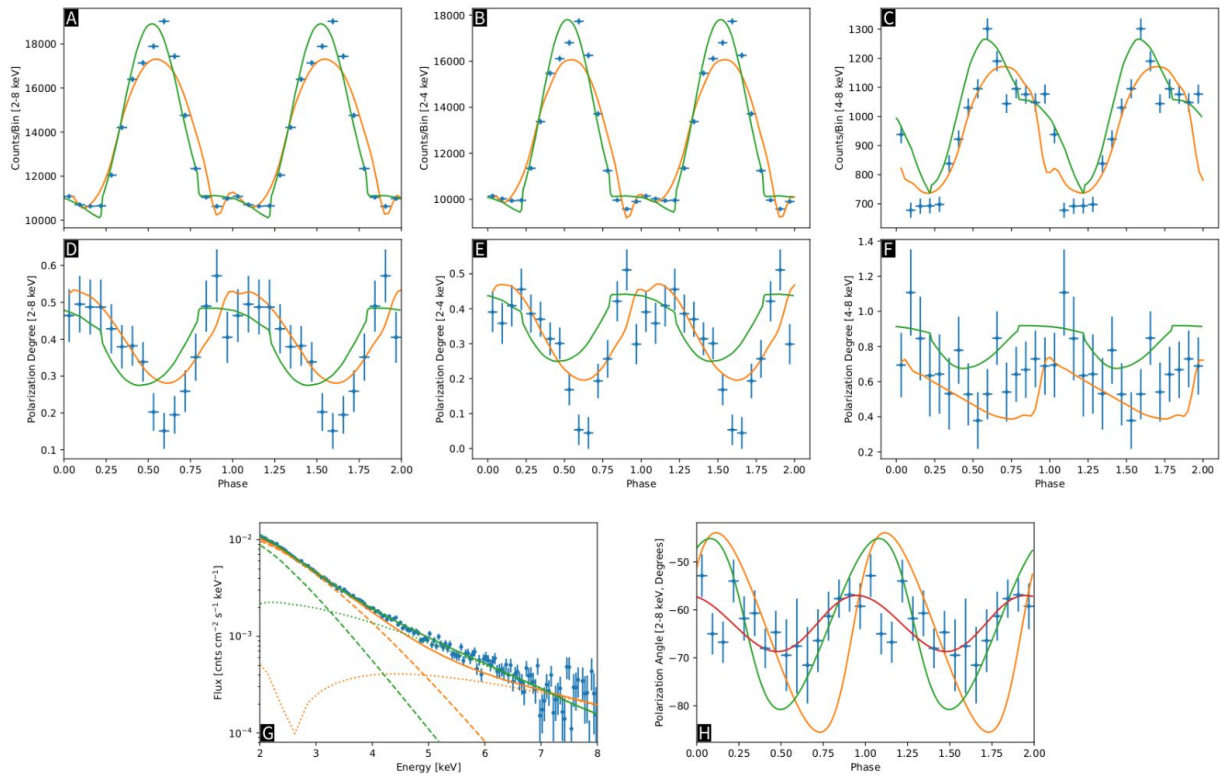 A
Counts/Bin [2-8 keV]
18000
16000
14000
12000
10000
B
Counts/Bin [2-4 keV]
18000
16000
14000
12000
10000
C
Counts/Bin [4-8 keV]
1300
1200
1100
1000
900
800
700
D
Polarization Degree [2-8 keV]
0.6
0.5
0.4
0.3
0.2
0.1
0.00 0.25 0.50 0.75 1.00 1.25 1.50 1.75 2.00
Phase
E
Polarization Degree [2-4 keV]
0.5
0.4
0.3
0.2
0.1
0.0
0.00 0.25 0.50 0.75 1.00 1.25 1.50 1.75 2.00
Phase
F
Polarization Degree [4-8 keV]
1.4
1.2
1.0
0.8
0.6
0.4
0.2
0.00 0.25 0.50 0.75 1.00 1.25 1.50 1.75 2.00
Phase
G
Flux [cnts cm⁻² s⁻¹ keV⁻¹]
10⁻²
10⁻³
10⁻⁴
2 3 4 5 6 7 8
Energy [keV]
H
Polarization Angle [2-8 keV, Degrees]
−50
−60
−70
−80
0.00 0.25 0.50 0.75 1.00 1.25 1.50 1.75 2.00
Phase